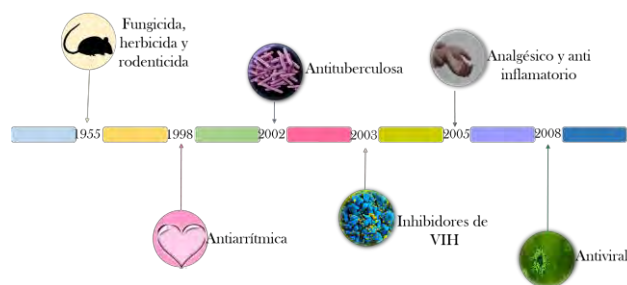 Fungicida,
herbicida y
rodenticida
Antituberculosa
Analgésico y anti
inflamatorio
1955
1998
2002
2003
2005
2008
Antiarrítmica
Inhibidores de
VIH
Antiviral